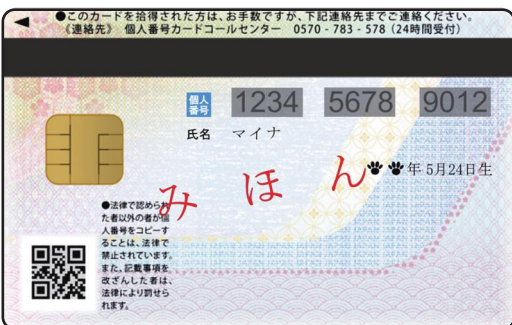 ●このカードを拾得された方は、お手数ですが、下記連絡先までご連絡ください。
《連絡先》 個人番号カードコールセンター 0570-783-578(24時間受付)
個人番号 1234 5678 9012
氏名 マイナ
年 5月24日生
みほん
●法律で認められ
た者以外の者が個
人番号をコピーす
ることは、法律で
禁止されています。
また、記載事項を
改ざんした者は、
法律により罰せら
れます。